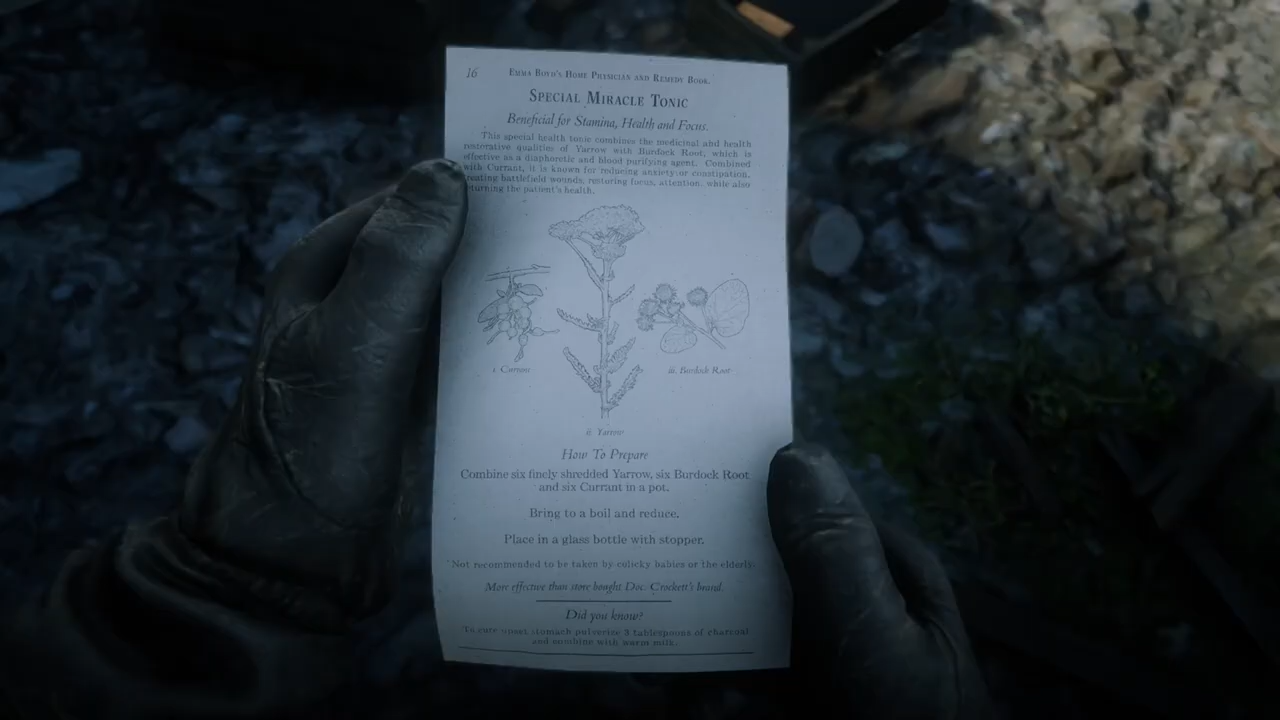 16 Emma Boyd's Home Physician and Remedy Book.
Special Miracle Tonic
Beneficial for Stamina, Health and Focus.
This special health tonic combines the medicinal and health
restorative qualities of Yarrow with Burdock Root, which is
effective as a diaphoretic and blood purifying agent. Combined
with Currant, it is known for reducing anxiety or constipation,
treating battlefield wounds, restoring focus, attention, while also
returning the patient's health.
1. Currant
16. Burdock Root
6. Yarrow
How To Prepare
Combine six finely shredded Yarrow, six Burdock Root
and six Currant in a pot.
Bring to a boil and reduce.
Place in a glass bottle with stopper.
*Not recommended to be taken by colicky babies or the elderly.
More effective than store bought Doc. Crockett's brand.
Did you know?
To cure upset stomach pulverize 3 tablespoons of charcoal
and combine with warm milk.